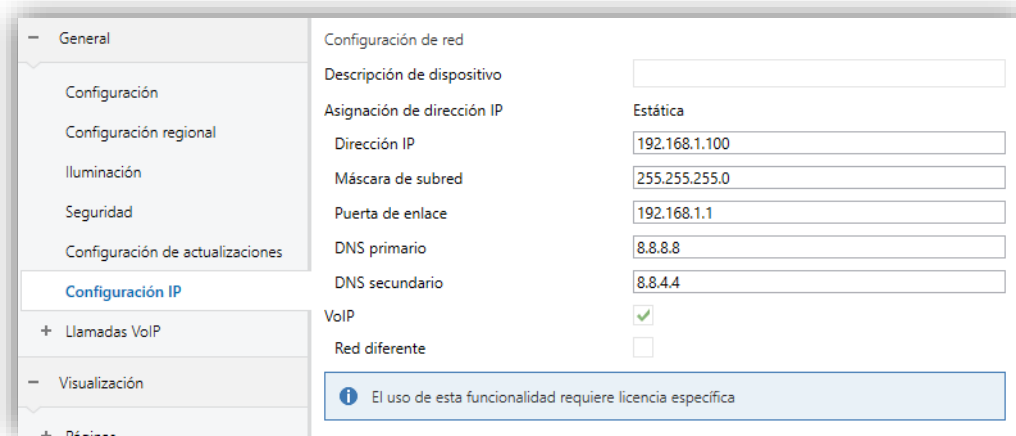 General
Configuración
Configuración regional
Iluminación
Seguridad
Configuración de actualizaciones
Configuración IP
Llamadas VoIP
Visualización
Páginas
Configuración de red
Descripción de dispositivo
Asignación de dirección IP Estática
Dirección IP 192.168.1.100
Máscara de subred 255.255.255.0
Puerta de enlace 192.168.1.1
DNS primario 8.8.8.8
DNS secundario 8.8.4.4
VoIP
Red diferente
El uso de esta funcionalidad requiere licencia específica